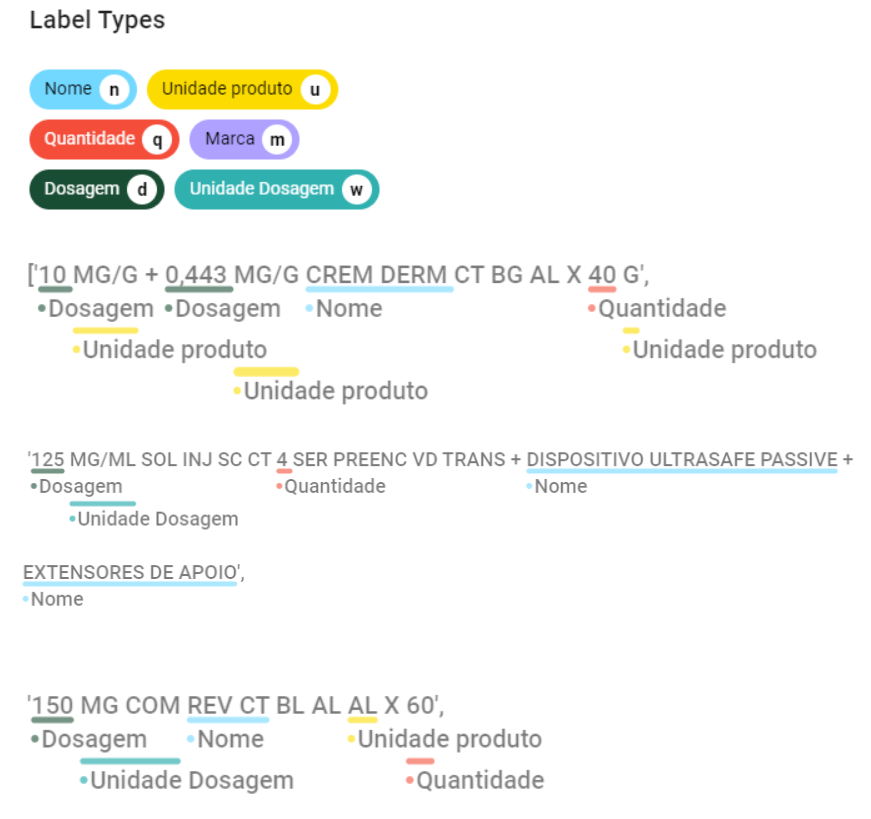 Label Types
Nome n Unidade produto u
Quantidade q Marca m
Dosagem d Unidade Dosagem w
['10 MG/G + 0,443 MG/G CREM DERM CT BG AL X 40 G',
•Dosagem •Dosagem •Nome •Quantidade
•Unidade produto •Unidade produto
•Unidade produto
'125 MG/ML SOL INJ SC CT 4 SER PREENC VD TRANS + DISPOSITIVO ULTRASAFE PASSIVE +
•Dosagem •Quantidade •Nome
•Unidade Dosagem
EXTENSORES DE APOIO',
•Nome
'150 MG COM REV CT BL AL AL X 60',
•Dosagem •Nome •Unidade produto
•Unidade Dosagem •Quantidade